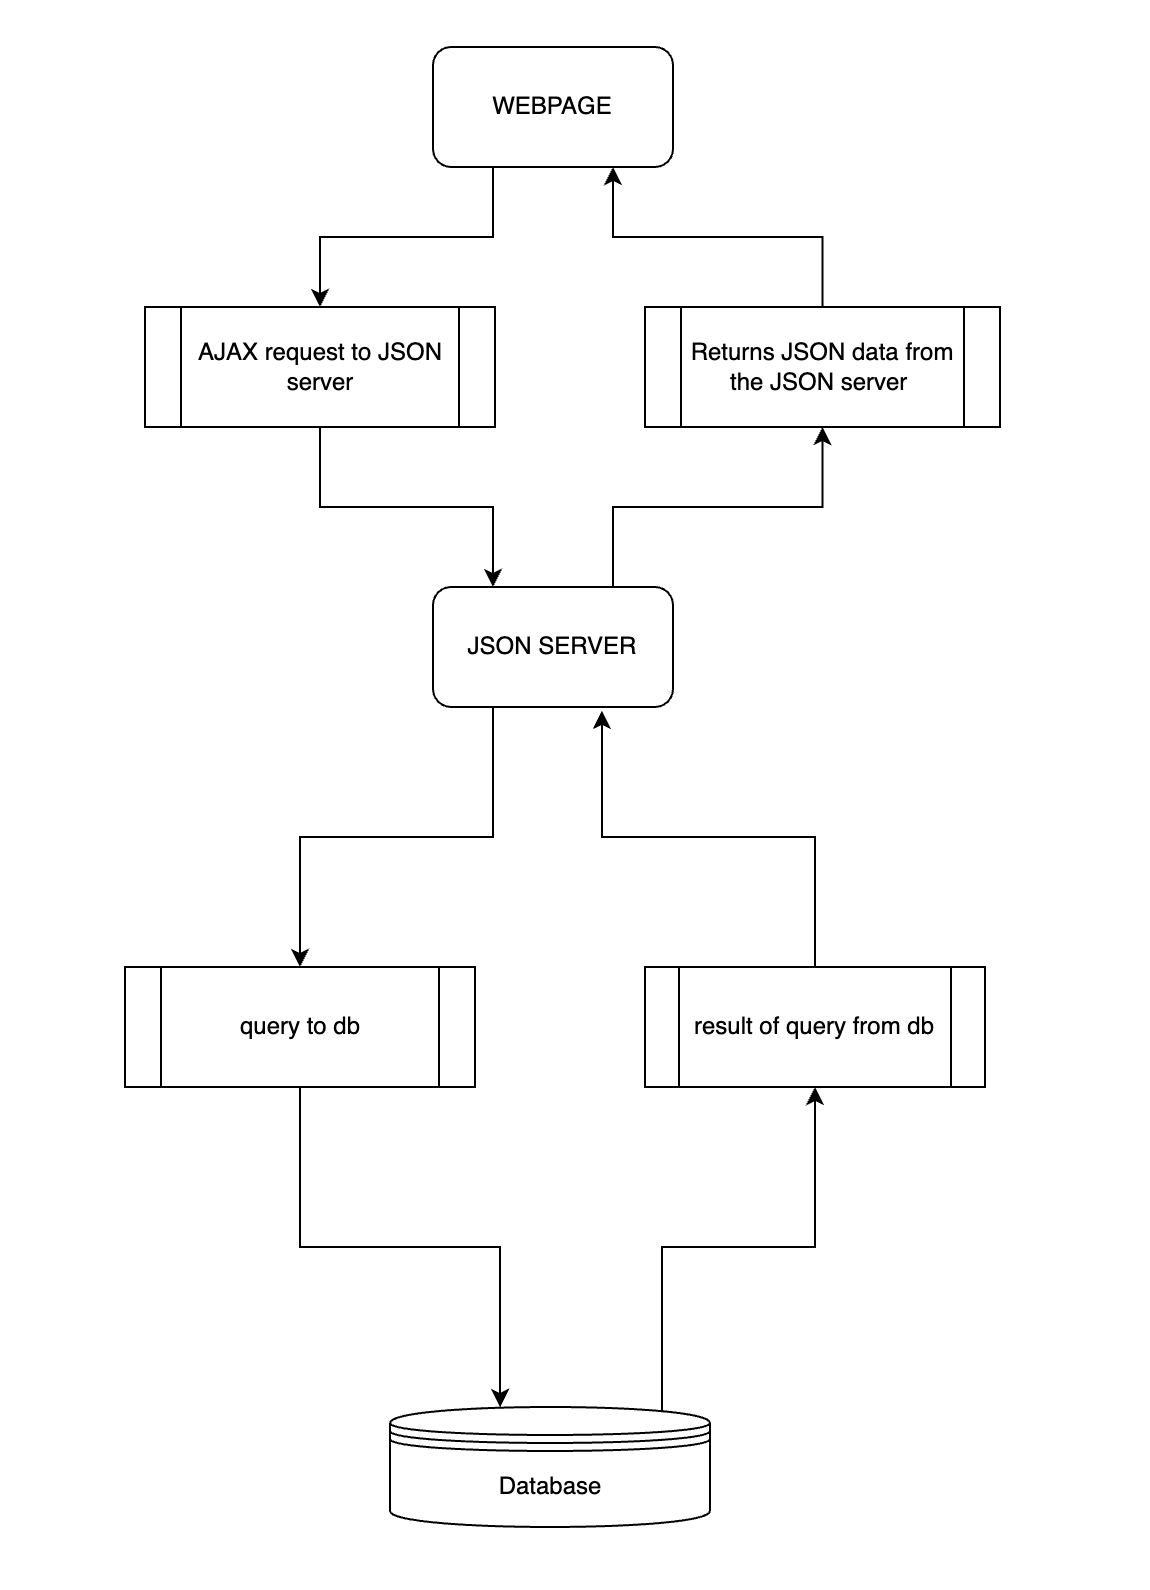 WEBPAGE
AJAX request to JSON
server
Returns JSON data from
the JSON server
JSON SERVER
query to db
result of query from db
Database